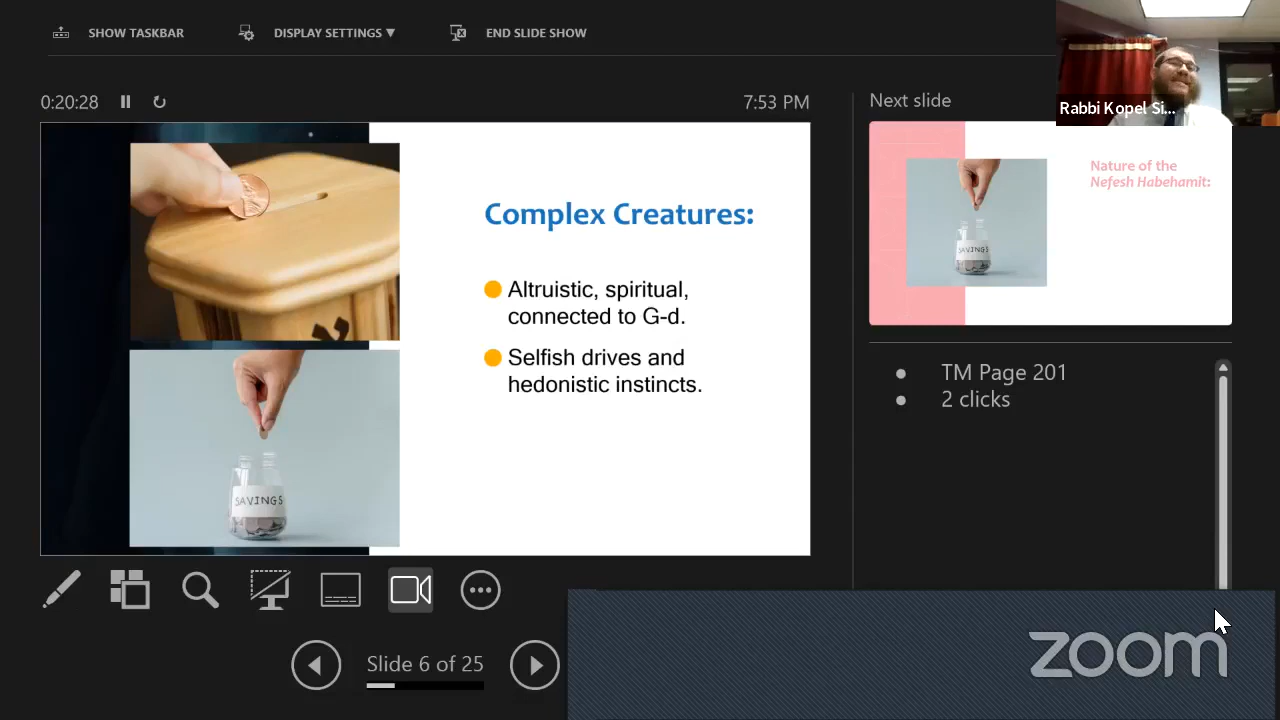 SHOW TASKBAR
DISPLAY SETTINGS ▼
END SLIDE SHOW
0:20:28
7:53 PM
Next slide
Rabbi Kopel Si...
Complex Creatures:
Altruistic, spiritual,
connected to G-d.
Selfish drives and
hedonistic instincts.
SAVINGS
Nature of the
Nefesh Habehamit:
SAVINGS
TM Page 201
2 clicks
Slide 6 of 25
zoom